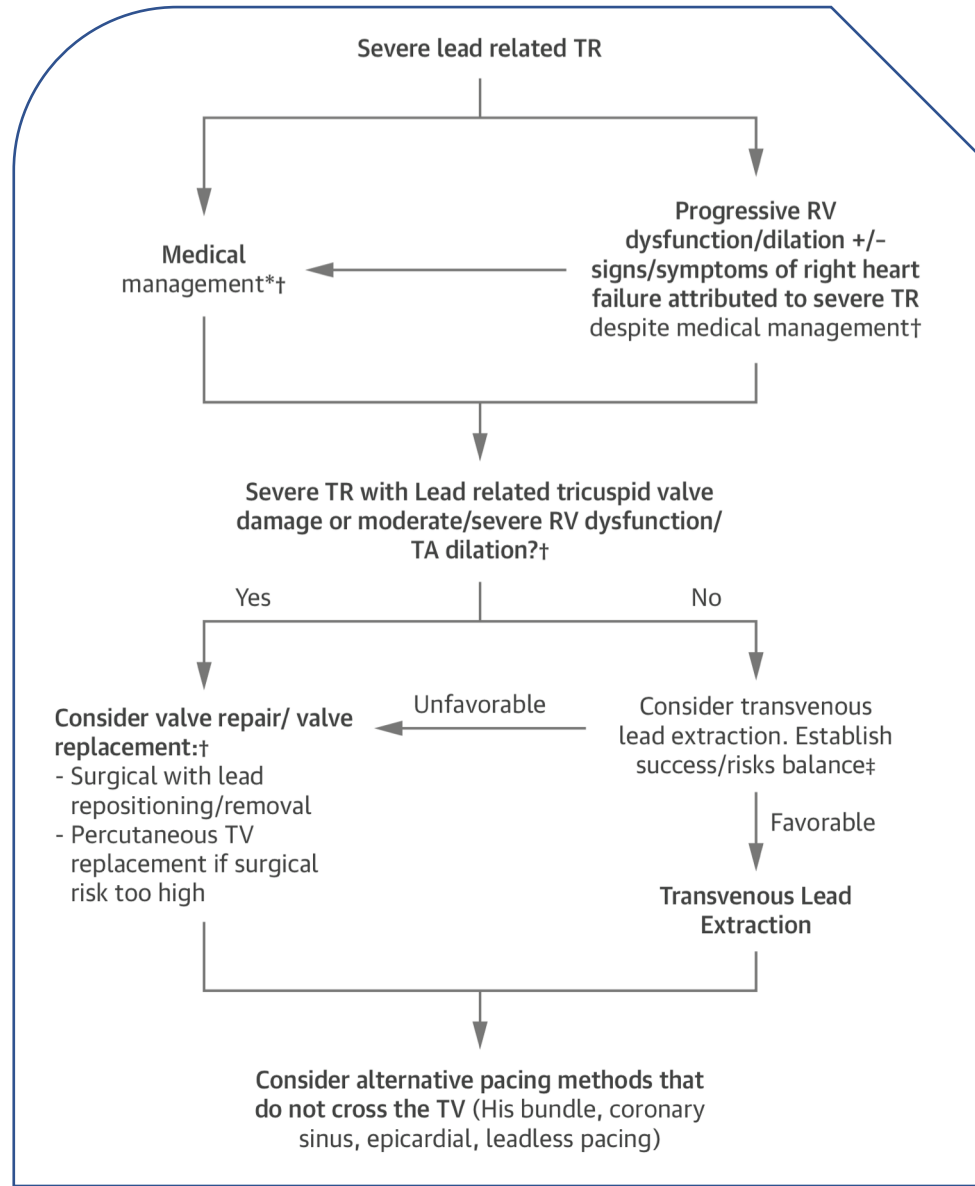 Severe lead related TR
Medical
management*†
Progressive RV
dysfunction/dilation +/−
signs/symptoms of right heart
failure attributed to severe TR
despite medical management†
Severe TR with Lead related tricuspid valve
damage or moderate/severe RV dysfunction/
TA dilation?†
Yes
No
Consider valve repair/ valve
replacement:†
- Surgical with lead
repositioning/removal
- Percutaneous TV
replacement if surgical
risk too high
Unfavorable
Consider transvenous
lead extraction. Establish
success/risks balance‡
Favorable
Transvenous Lead
Extraction
Consider alternative pacing methods that
do not cross the TV (His bundle, coronary
sinus, epicardial, leadless pacing)